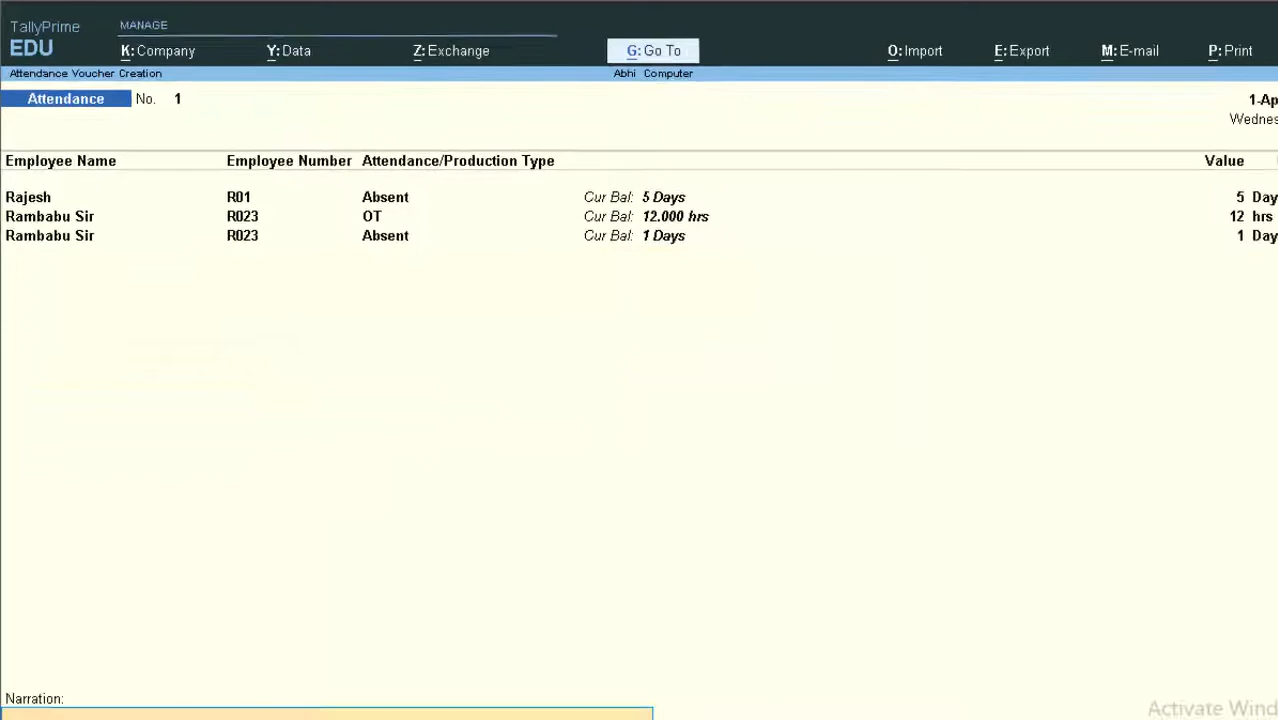 TallyPrime MANAGE
EDU K: Company Y: Data Z: Exchange G: Go To O: Import E: Export M: E-mail P: Print
Attendance Voucher Creation Abhi Computer
Attendance No. 1 1-Ap
Wednes
Employee Name Employee Number Attendance/Production Type Value
Rajesh R01 Absent Cur Bal: 5 Days 5 Day
Rambabu Sir R023 OT Cur Bal: 12.000 hrs 12 hrs
Rambabu Sir R023 Absent Cur Bal: 1 Days 1 Day
Narration:
Activate Wind